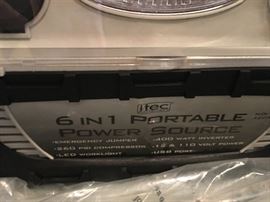 itec
6 IN 1 PORTABLE
POWER SOURCE
•EMERGENCY JUMPER •400 WATT INVERTER
•260 PSI COMPRESSOR •12 & 110 VOLT POWER
•LED WORKLIGHT •USB PORT